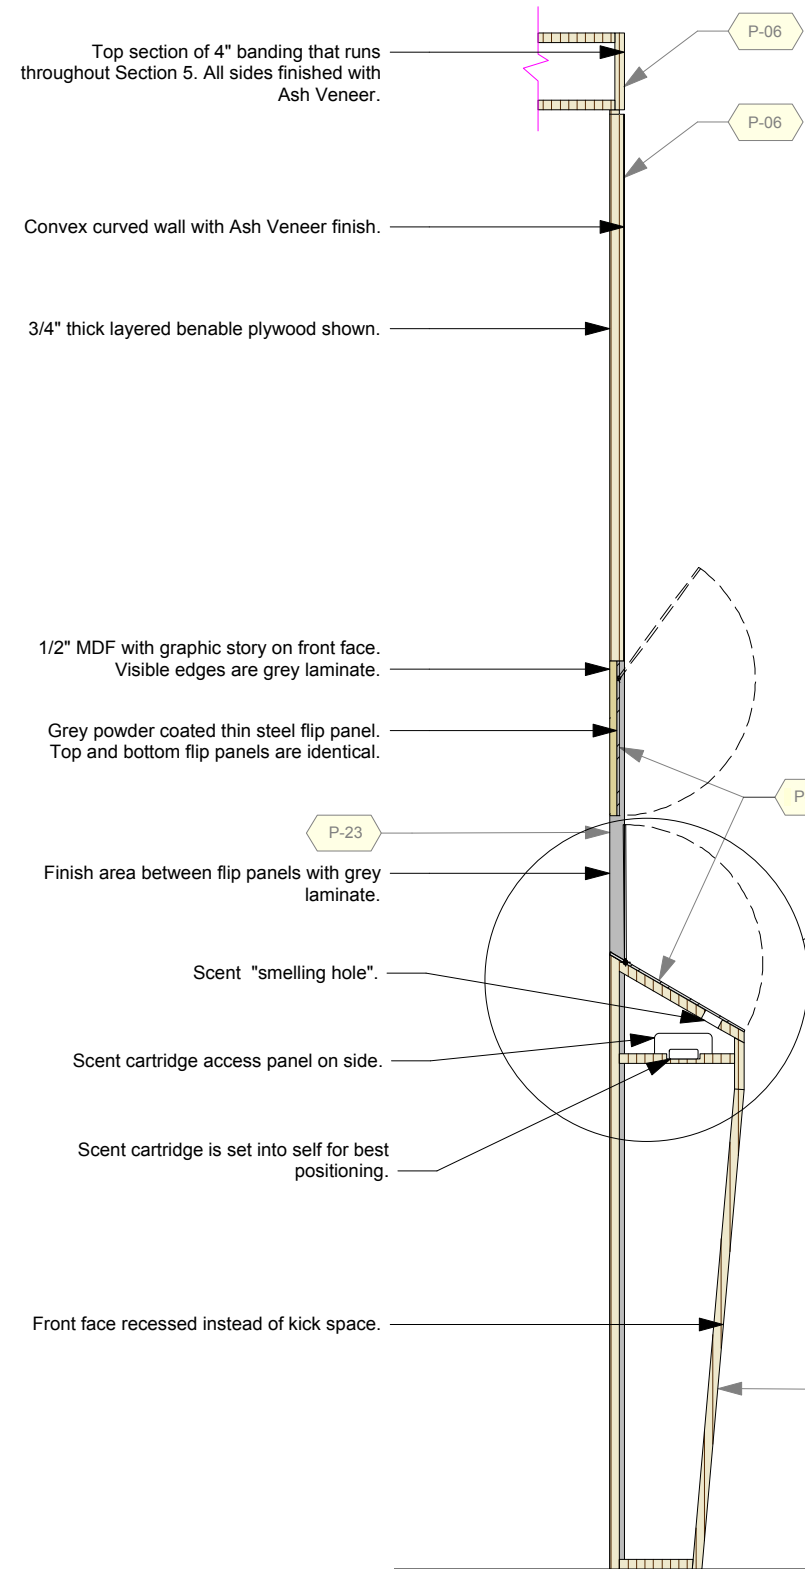 P-06
Top section of 4" banding that runs
throughout Section 5. All sides finished with
Ash Veneer.
P-06
Convex curved wall with Ash Veneer finish.
3/4" thick layered benable plywood shown.
1/2" MDF with graphic story on front face.
Visible edges are grey laminate.
Grey powder coated thin steel flip panel.
Top and bottom flip panels are identical.
P
P-23
Finish area between flip panels with grey
laminate.
Scent "smelling hole".
Scent cartridge access panel on side.
Scent cartridge is set into self for best
positioning.
Front face recessed instead of kick space.